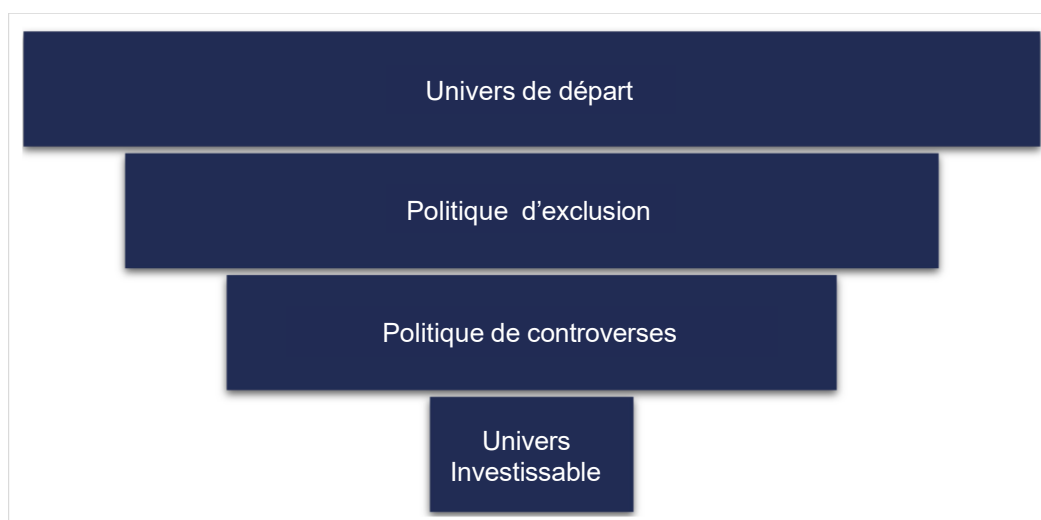 Univers de départ
Politique d’exclusion
Politique de controverses
Univers
Investissable